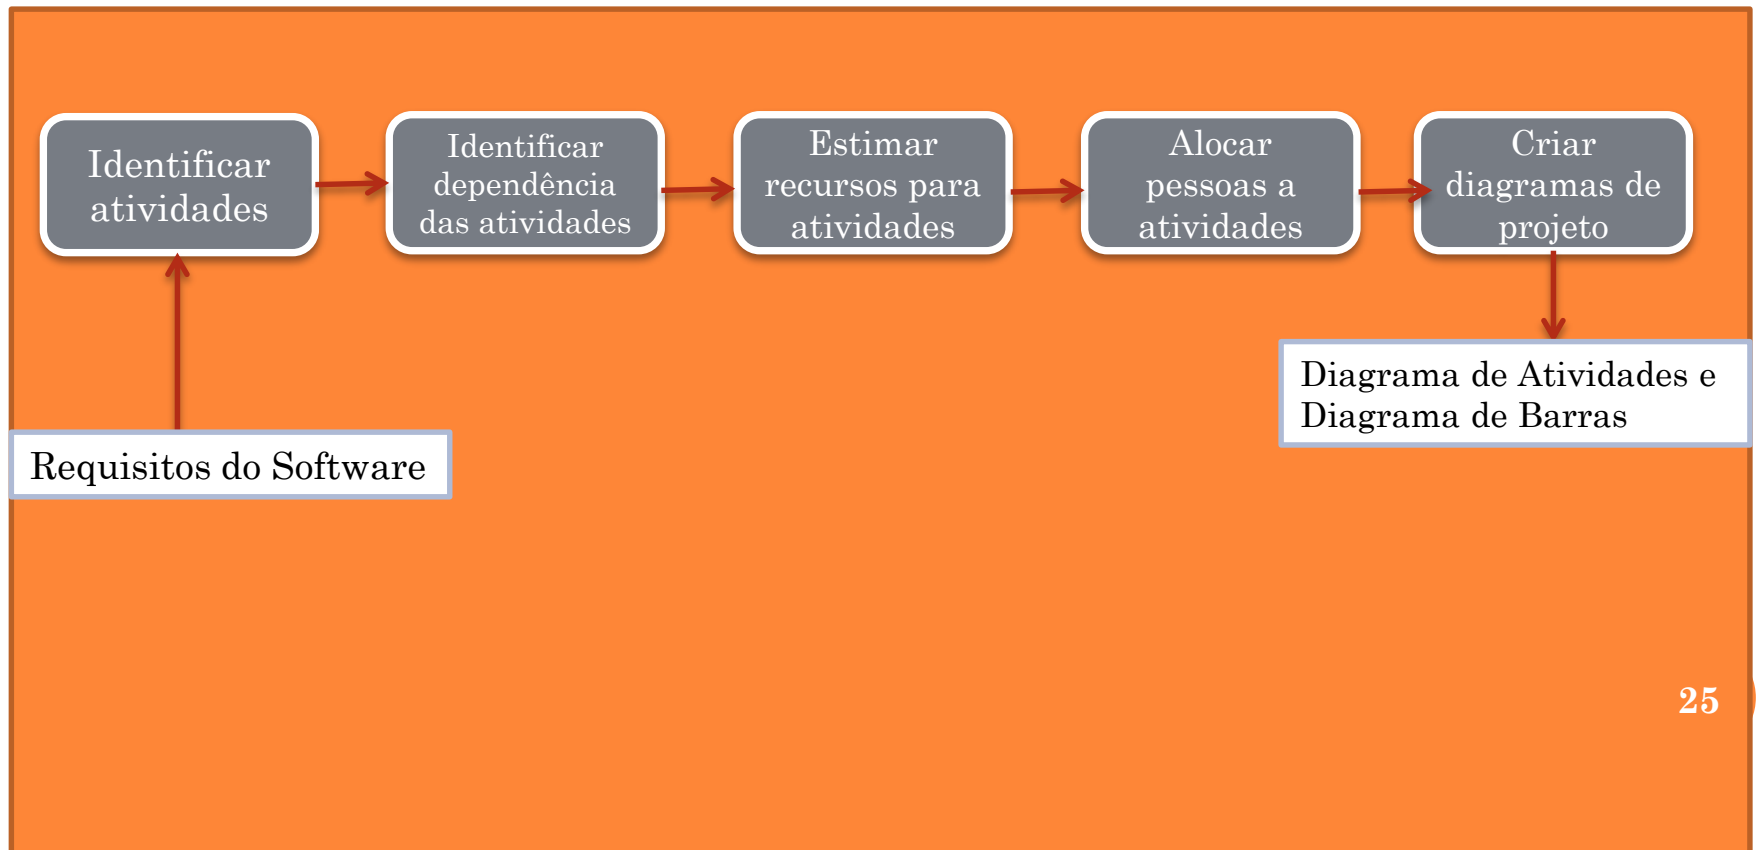 Identificar
atividades
Identificar
dependência
das atividades
Estimar
recursos para
atividades
Alocar
pessoas a
atividades
Criar
diagramas de
projeto
Diagrama de Atividades e
Diagrama de Barras
Requisitos do Software
25